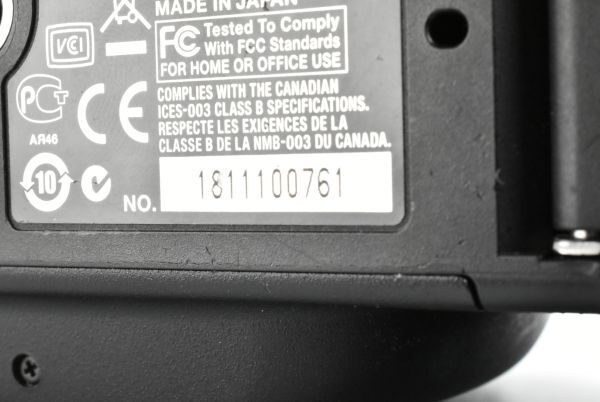 MADE IN JAPAN
FC Tested To Comply
With FCC Standards
FOR HOME OR OFFICE USE
VCI
COMPLIES WITH THE CANADIAN
ICES-003 CLASS B SPECIFICATIONS.
RESPECTE LES EXIGENCES DE LA
CLASSE B DE LA NMB-003 DU CANADA.
CE
АЯ46
10
NO. 1811100761